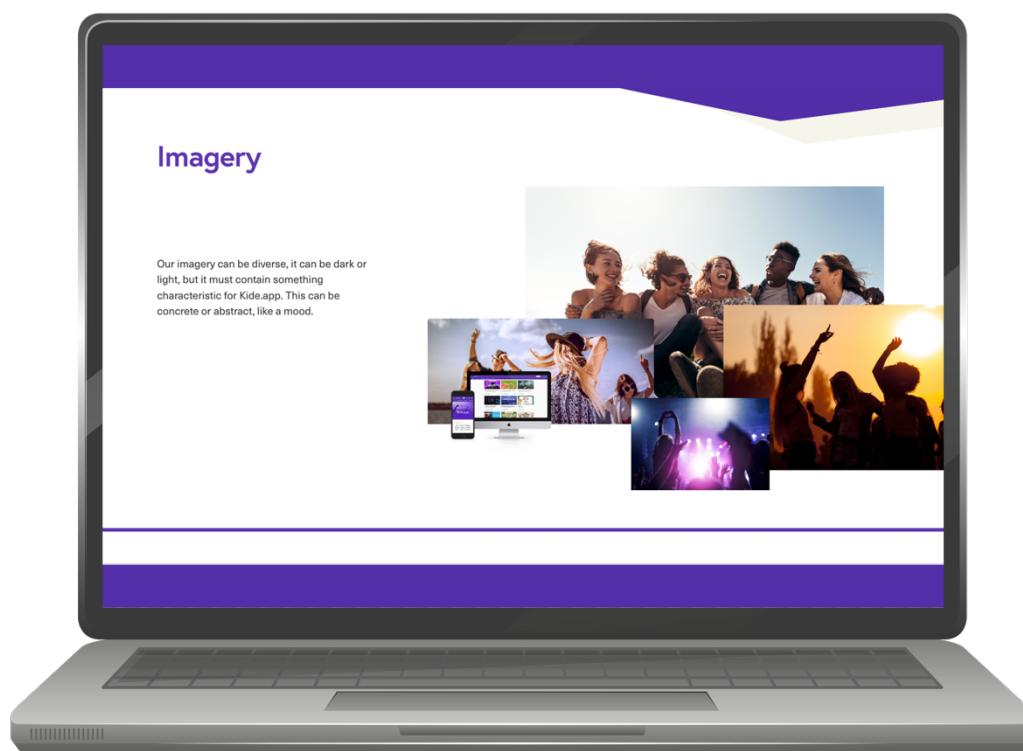 Imagery
Our imagery can be diverse, it can be dark or
light, but it must contain something
characteristic for Kide.app. This can be
concrete or abstract, like a mood.